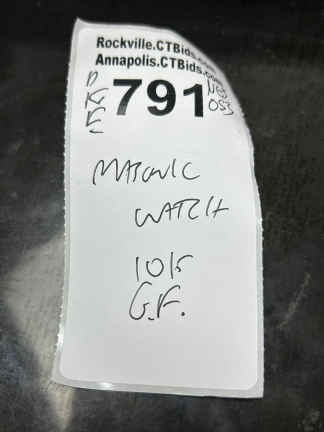 Rockville.CTBids.com
Annapolis.CTBids.com
791
MASONIC
WATCH
10K
G.F.